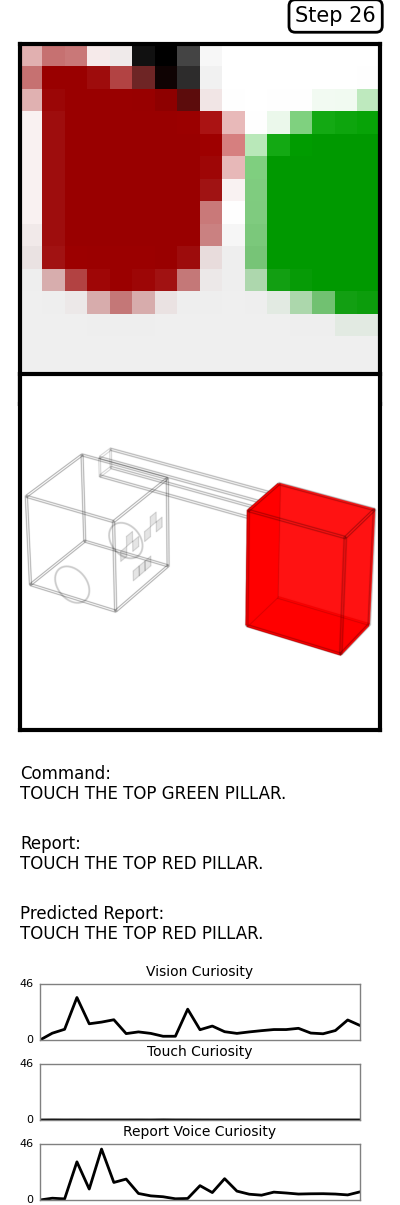 Step 26
Command:
TOUCH THE TOP GREEN PILLAR.
Report:
TOUCH THE TOP RED PILLAR.
Predicted Report:
TOUCH THE TOP RED PILLAR.
Vision Curiosity
46
0
Touch Curiosity
46
0
Report Voice Curiosity
46
0